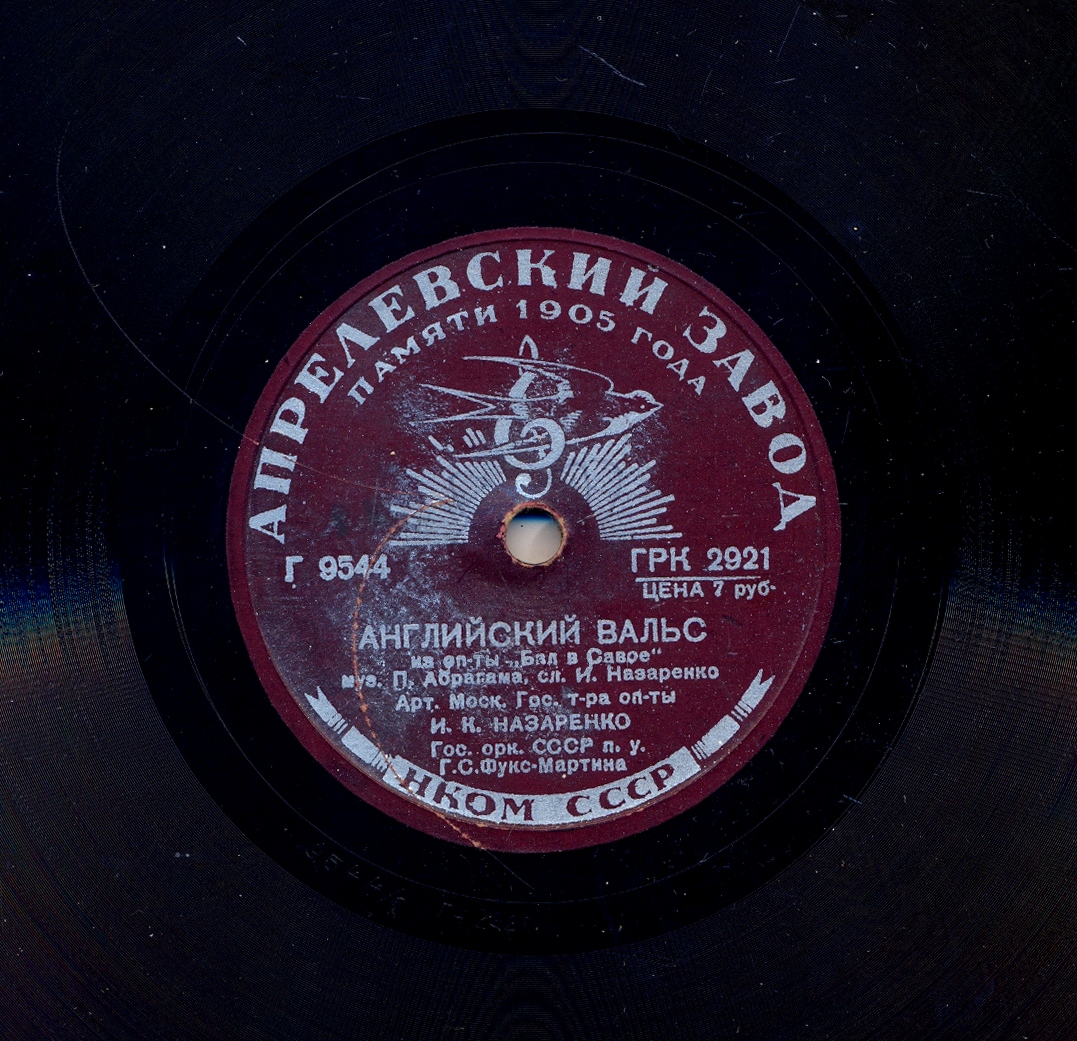 АПРЕЛЕВСКИЙ ЗАВОД
ПАМЯТИ 1905 ГОДА
Г 9544
ГРК 2921
ЦЕНА 7 руб-
АНГЛИЙСКИЙ ВАЛЬС
из оп-ты „Бал в Савое"
муз. П. Абрагама, сл. И. Назаренко
Арт. Моск. Гос. т-ра оп-ты
И. К. НАЗАРЕНКО
Гос. орк. СССР п. у.
Г.С.Фукс-Мартина
НКОМ СССР